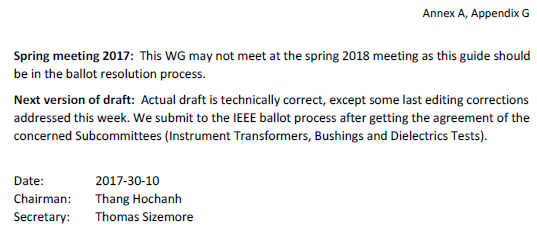 Annex A, Appendix G
Spring meeting 2017: This WG may not meet at the spring 2018 meeting as this guide should
be in the ballot resolution process.
Next version of draft: Actual draft is technically correct, except some last editing corrections
addressed this week. We submit to the IEEE ballot process after getting the agreement of the
concerned Subcommittees (Instrument Transformers, Bushings and Dielectrics Tests).
Date: 2017-30-10
Chairman: Thang Hochanh
Secretary: Thomas Sizemore